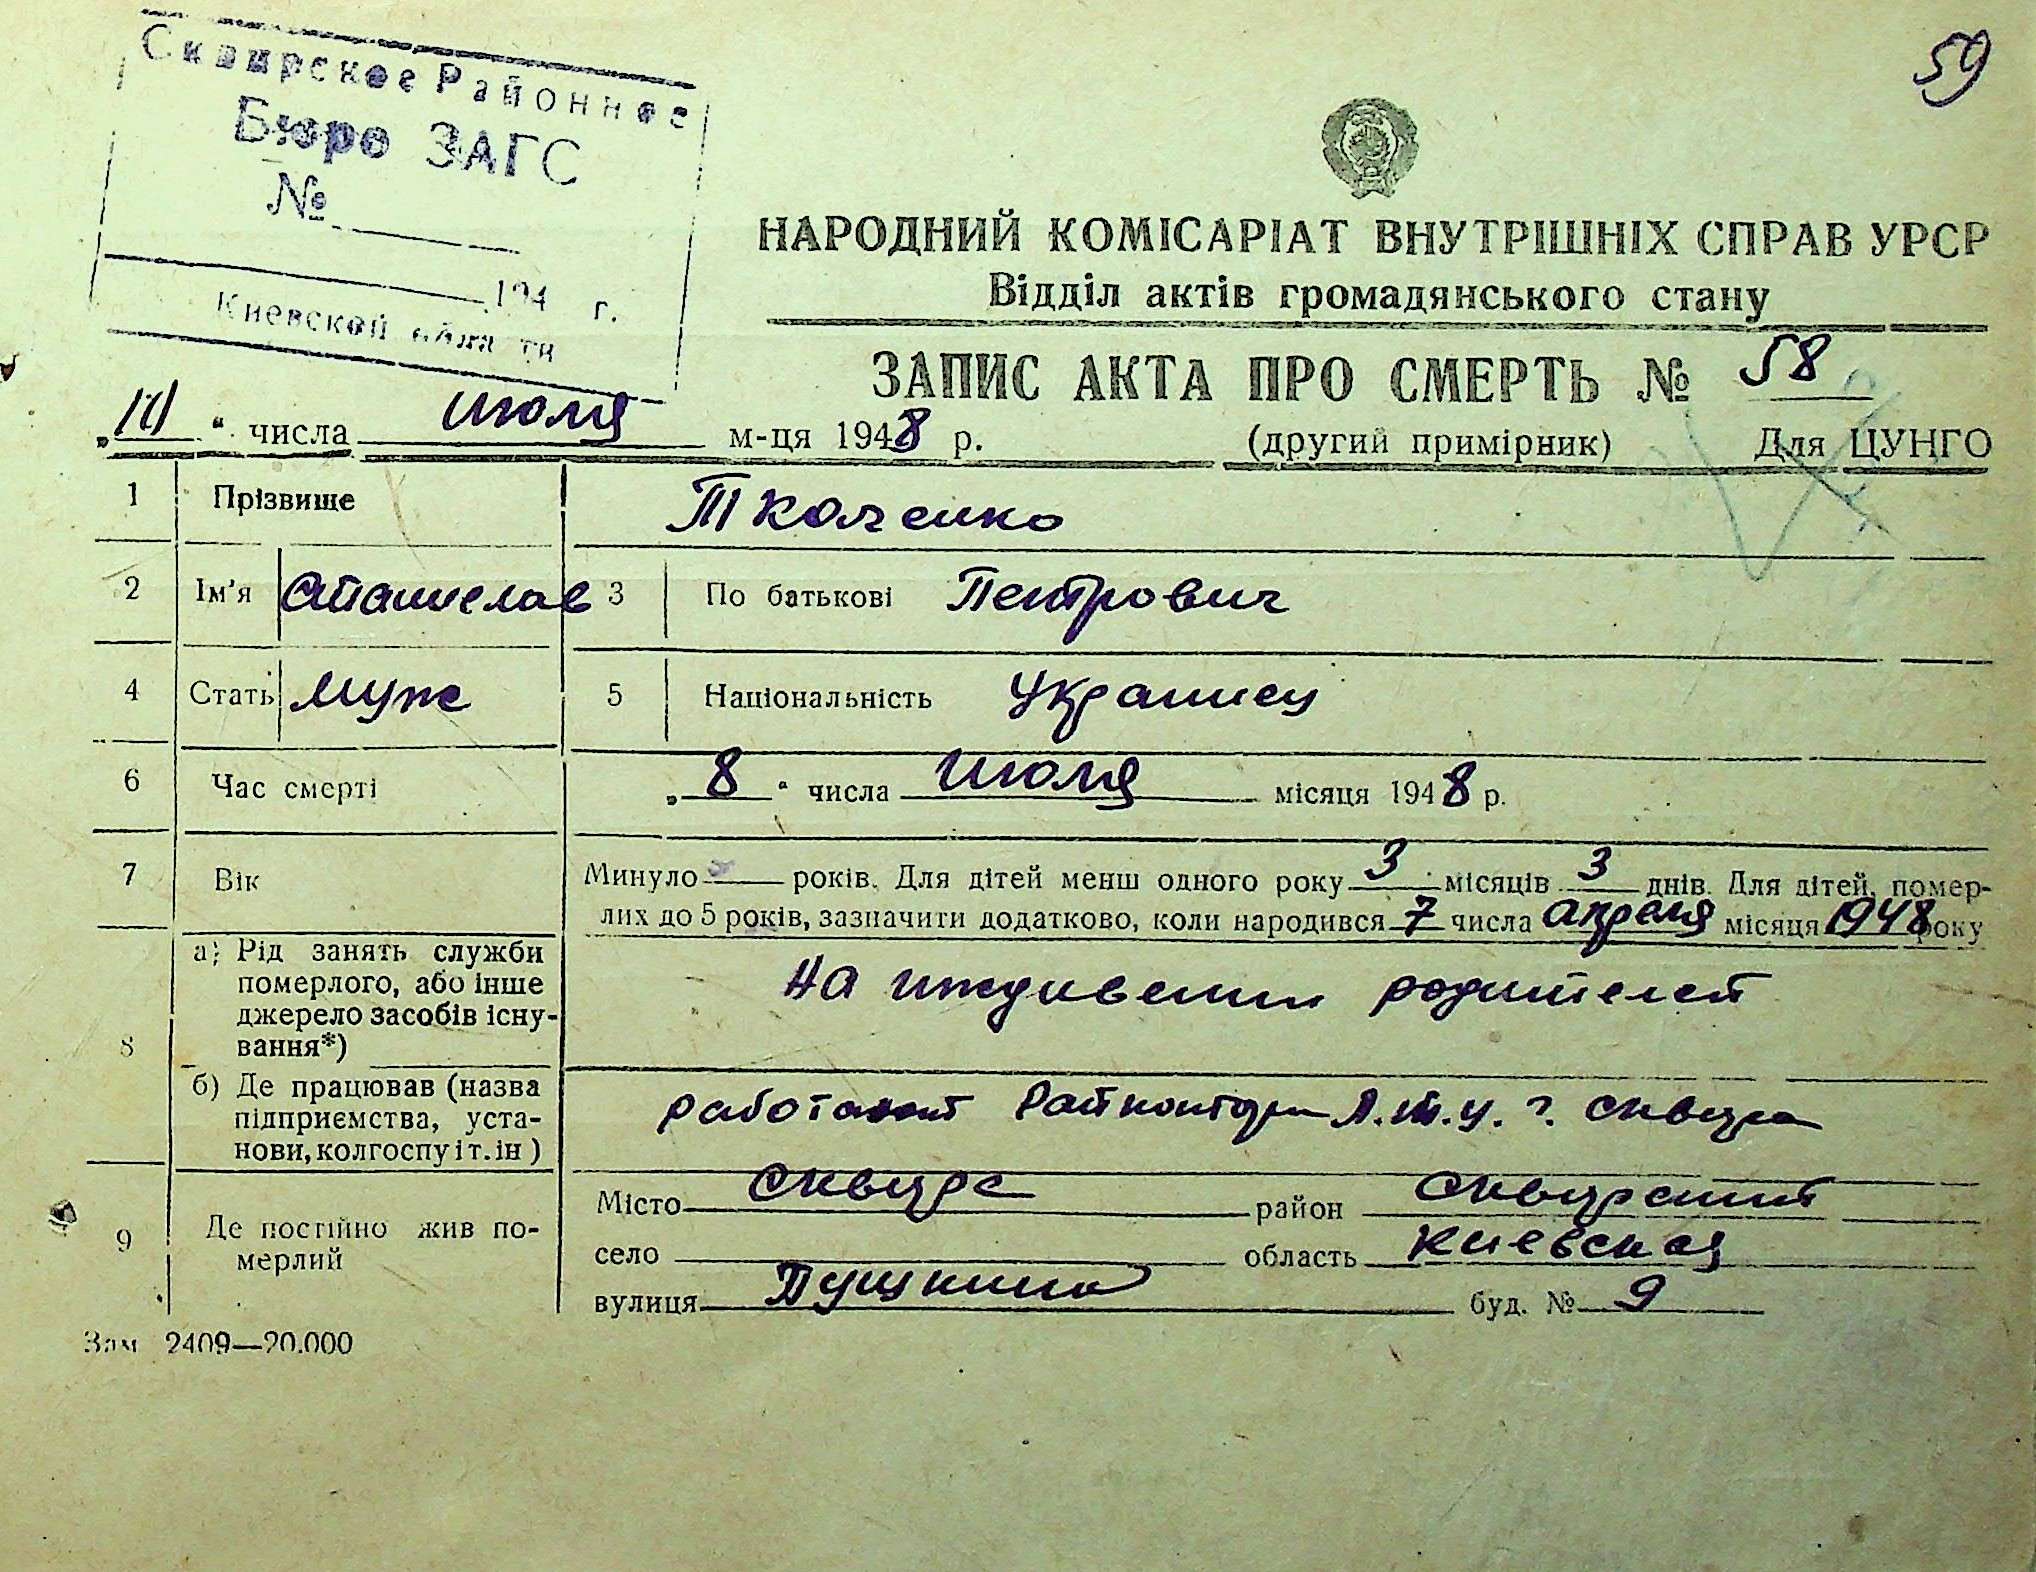 59
Сквирское Районное
Бюро ЗАГС
№
194 г.
Киевской области
НАРОДНИЙ КОМІСАРІАТ ВНУТРІШНІХ СПРАВ УРСР
Відділ актів громадянського стану
ЗАПИС АКТА ПРО СМЕРТЬ № 58
„ “ числа июля м-ця 1948 р. (другий примірник) Для ЦУНГО
1 Прізвище Ткаченко
2 Ім'я Станислав 3 По батькові Петрович
4 Стать муж 5 Національність Украинец
6 Час смерті „8“ числа июля місяця 1948 р.
7 Вік Минуло — років. Для дітей менш одного року 3 місяців 3 днів. Для дітей, помер-
лих до 5 років, зазначити додатково, коли народився 7 числа апреля місяця 1948 року
8 а) Рід занять служби
померлого, або інше
джерело засобів існу-
вання*)
На иждивении родителей
б) Де працював (назва
підприємства, уста-
нови, колгоспу і т. ін)
работает Райконтора г. Сквира
9 Де постійно жив по-
мерлий
Місто Сквира район Сквирский
село область Киевская
вулиця Пушкина буд. № 9
Зам 2409—20.000